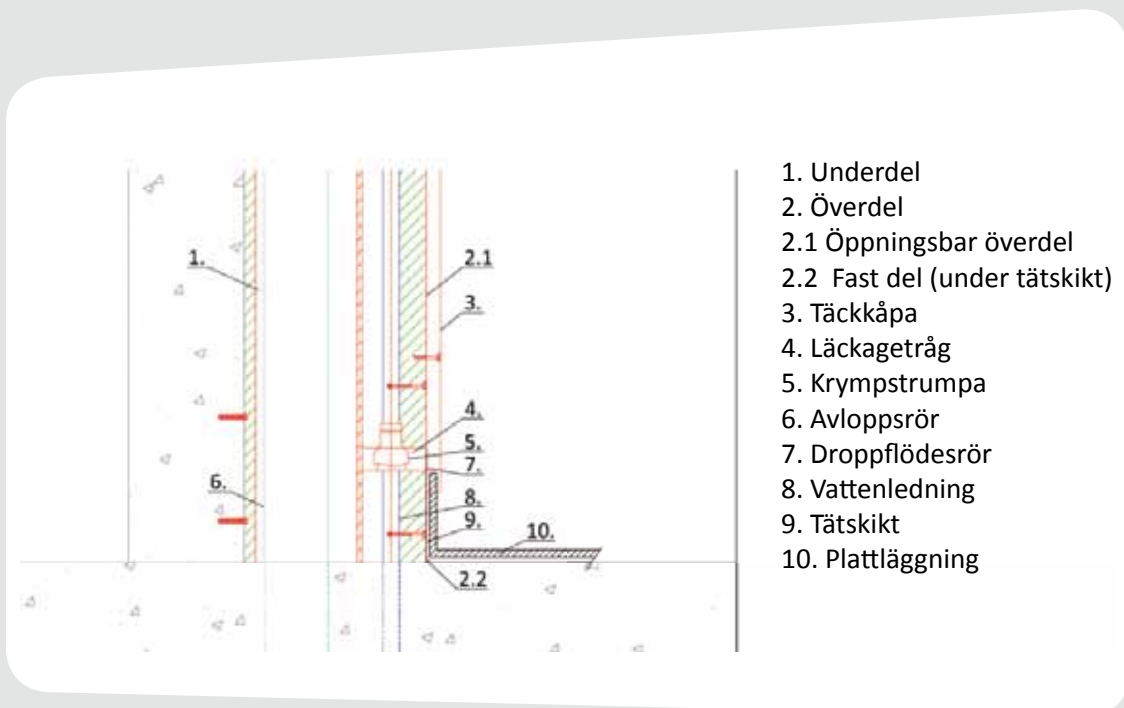 1.
6.
2.1
3.
4.
5.
7.
8.
9.
10.
2.2
1. Underdel
2. Överdel
2.1 Öppningsbar överdel
2.2 Fast del (under tätskikt)
3. Täckkåpa
4. Läckagetråg
5. Krympstrumpa
6. Avloppsrör
7. Droppflödesrör
8. Vattenledning
9. Tätskikt
10. Plattläggning